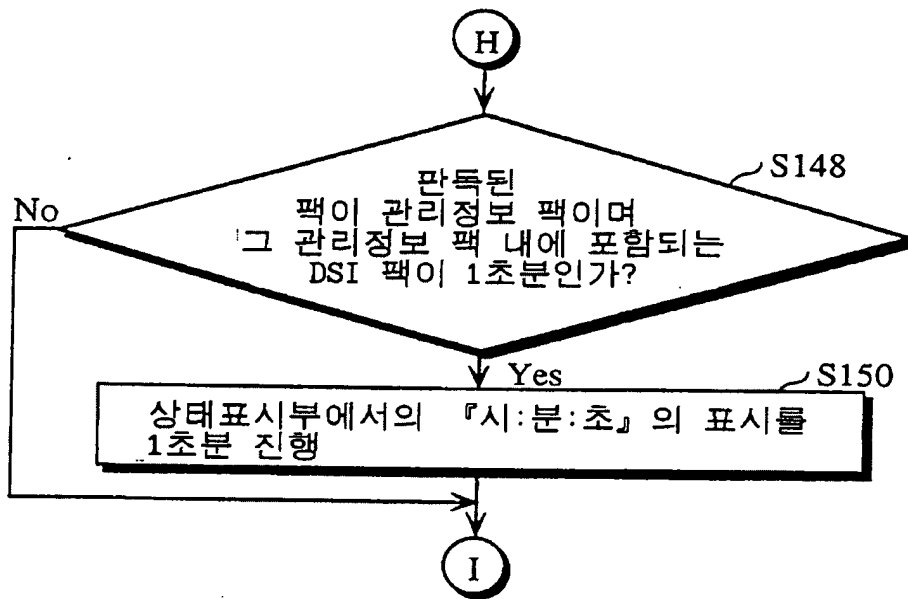 H
판독된
S148
팩이 관리정보 팩이며
No
그 관리정보 팩 내에 포함되는
DSI 팩이 1초분인가?
Yes
S150
상태표시부에서의 『시:분:초』의 표시를
1초분 진행
I